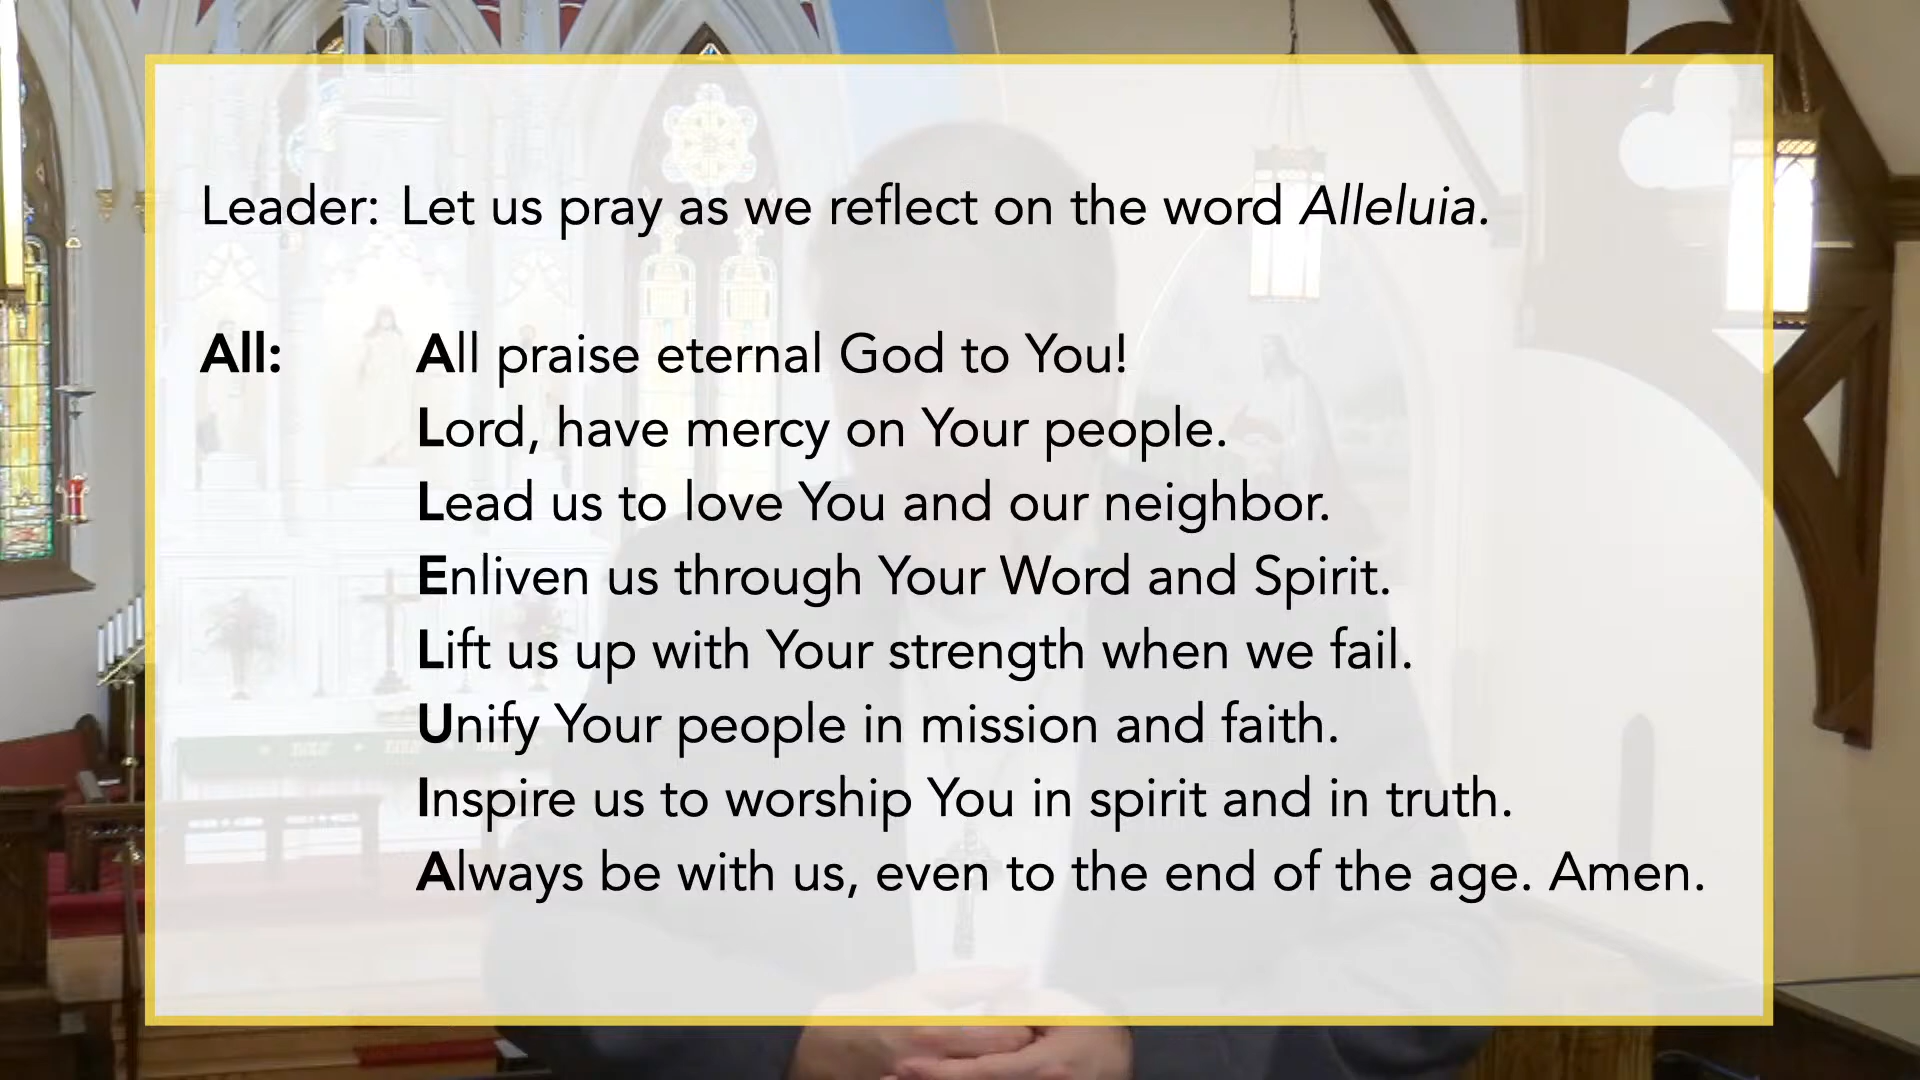 Leader: Let us pray as we reflect on the word Alleluia.
All: All praise eternal God to You!
Lord, have mercy on Your people.
Lead us to love You and our neighbor.
Enliven us through Your Word and Spirit.
Lift us up with Your strength when we fail.
Unify Your people in mission and faith.
Inspire us to worship You in spirit and in truth.
Always be with us, even to the end of the age. Amen.